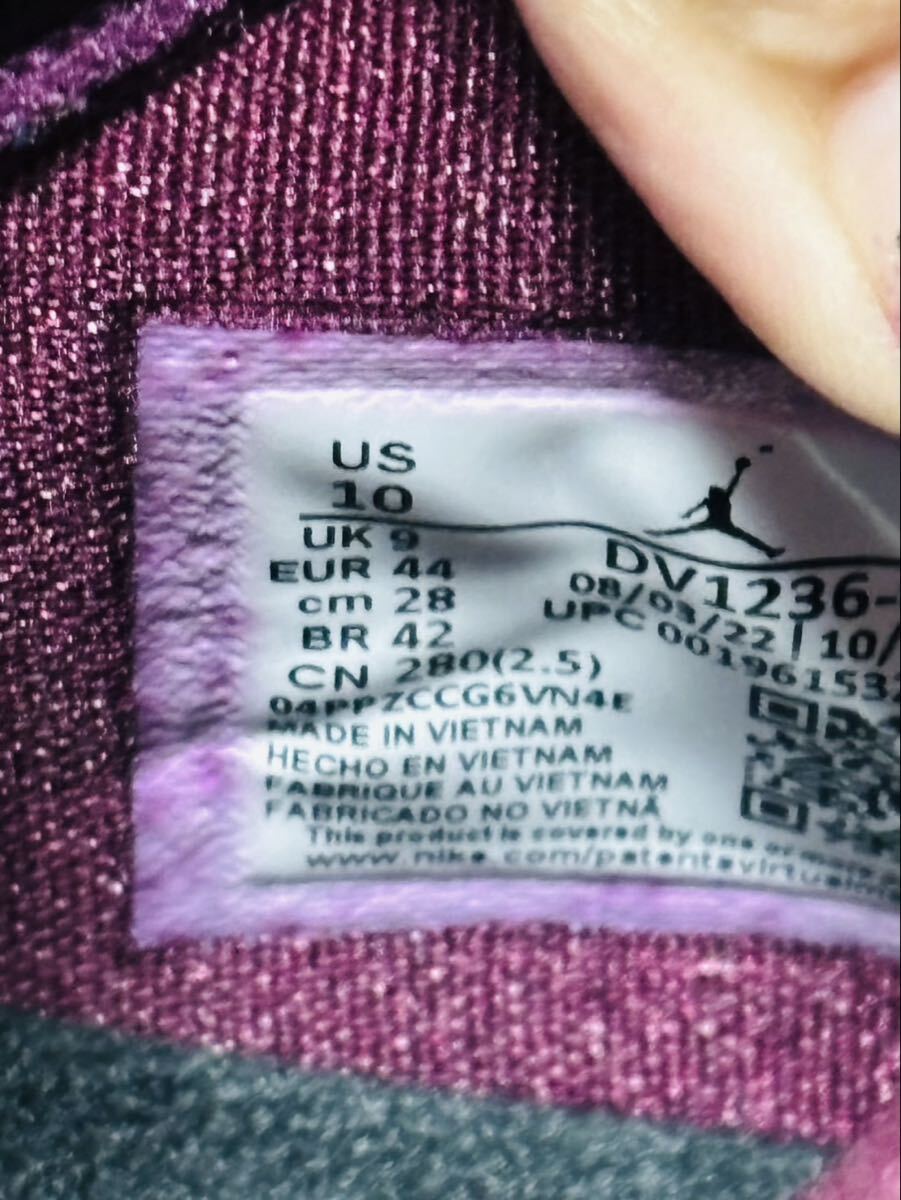 US
10
UK 9
EUR 44
cm 28
BR 42
CN 280(2.5)
04PPZCCG6VN4E
MADE IN VIETNAM
HECHO EN VIETNAM
FABRIQUE AU VIETNAM
FABRICADO NO VIETNÃ
This product is covered by one or more
www.nike.com/patentsvirtual
DV1236-
08/03/22 | 10/
UPC 001961532